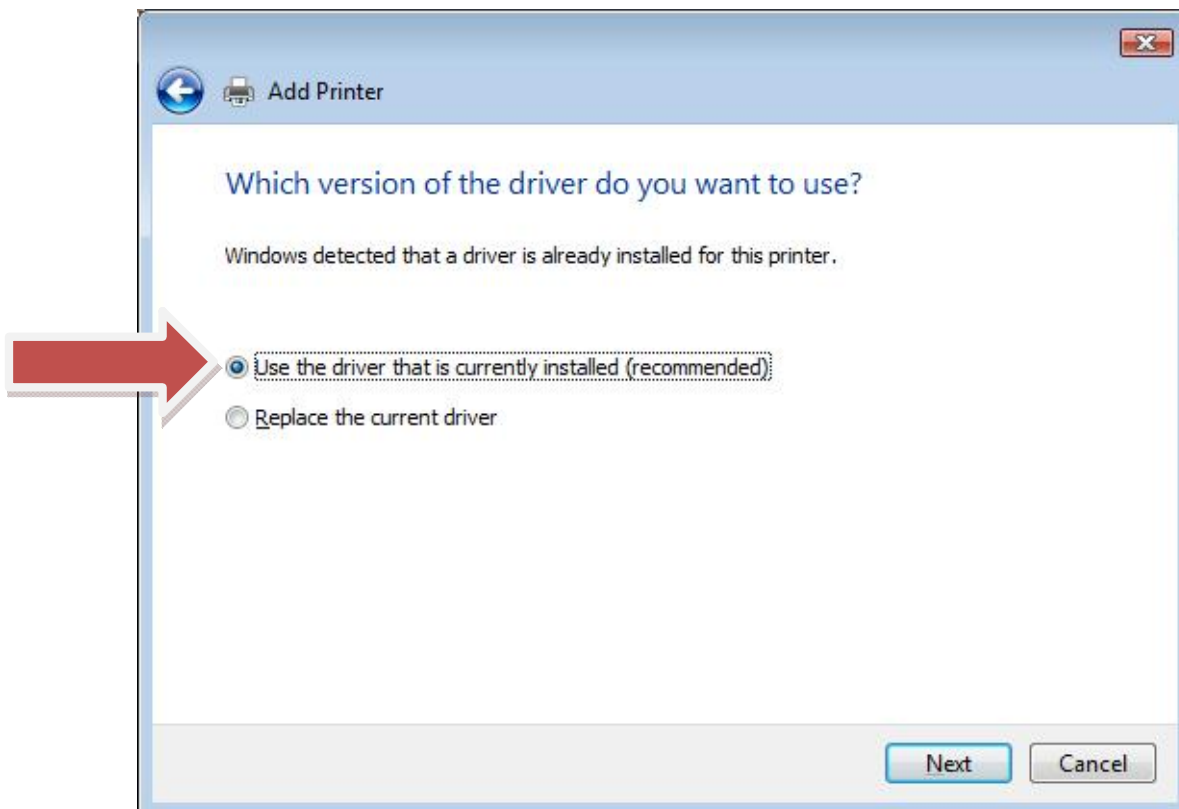 Add Printer
Which version of the driver do you want to use?
Windows detected that a driver is already installed for this printer.
Use the driver that is currently installed (recommended)
Replace the current driver
Next
Cancel